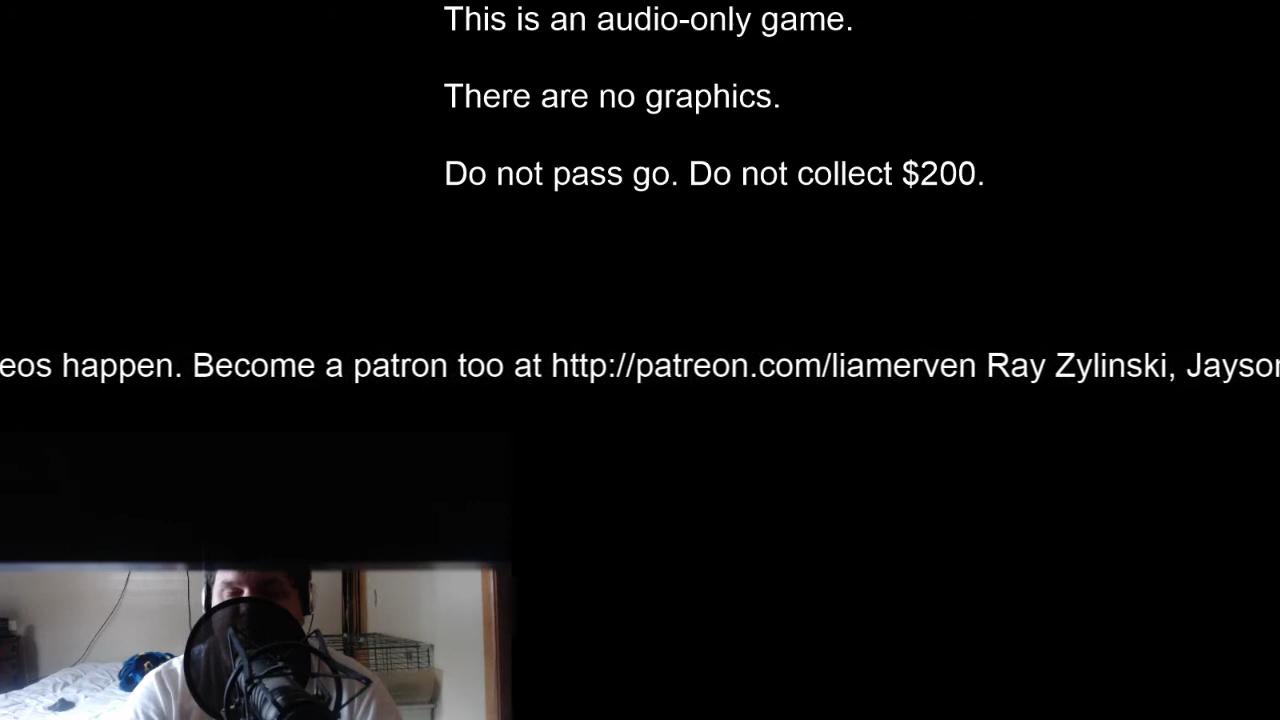 This is an audio-only game.
There are no graphics.
Do not pass go. Do not collect $200.
eos happen. Become a patron too at http://patreon.com/liamerven Ray Zylinski, Jayson